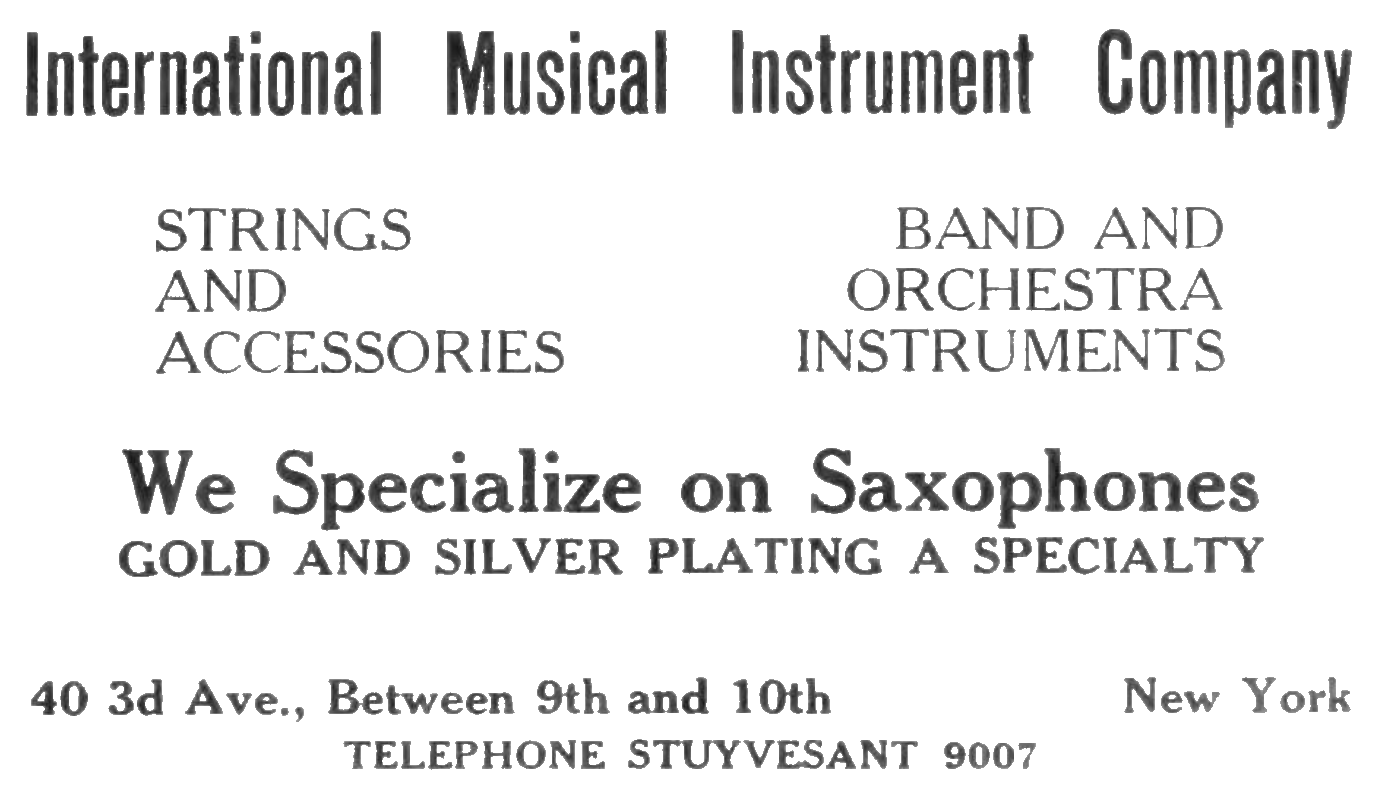 International Musical Instrument Company
STRINGS
AND
ACCESSORIES
BAND AND
ORCHESTRA
INSTRUMENTS
We Specialize on Saxophones
GOLD AND SILVER PLATING A SPECIALTY
40 3d Ave., Between 9th and 10th New York
TELEPHONE STUYVESANT 9007